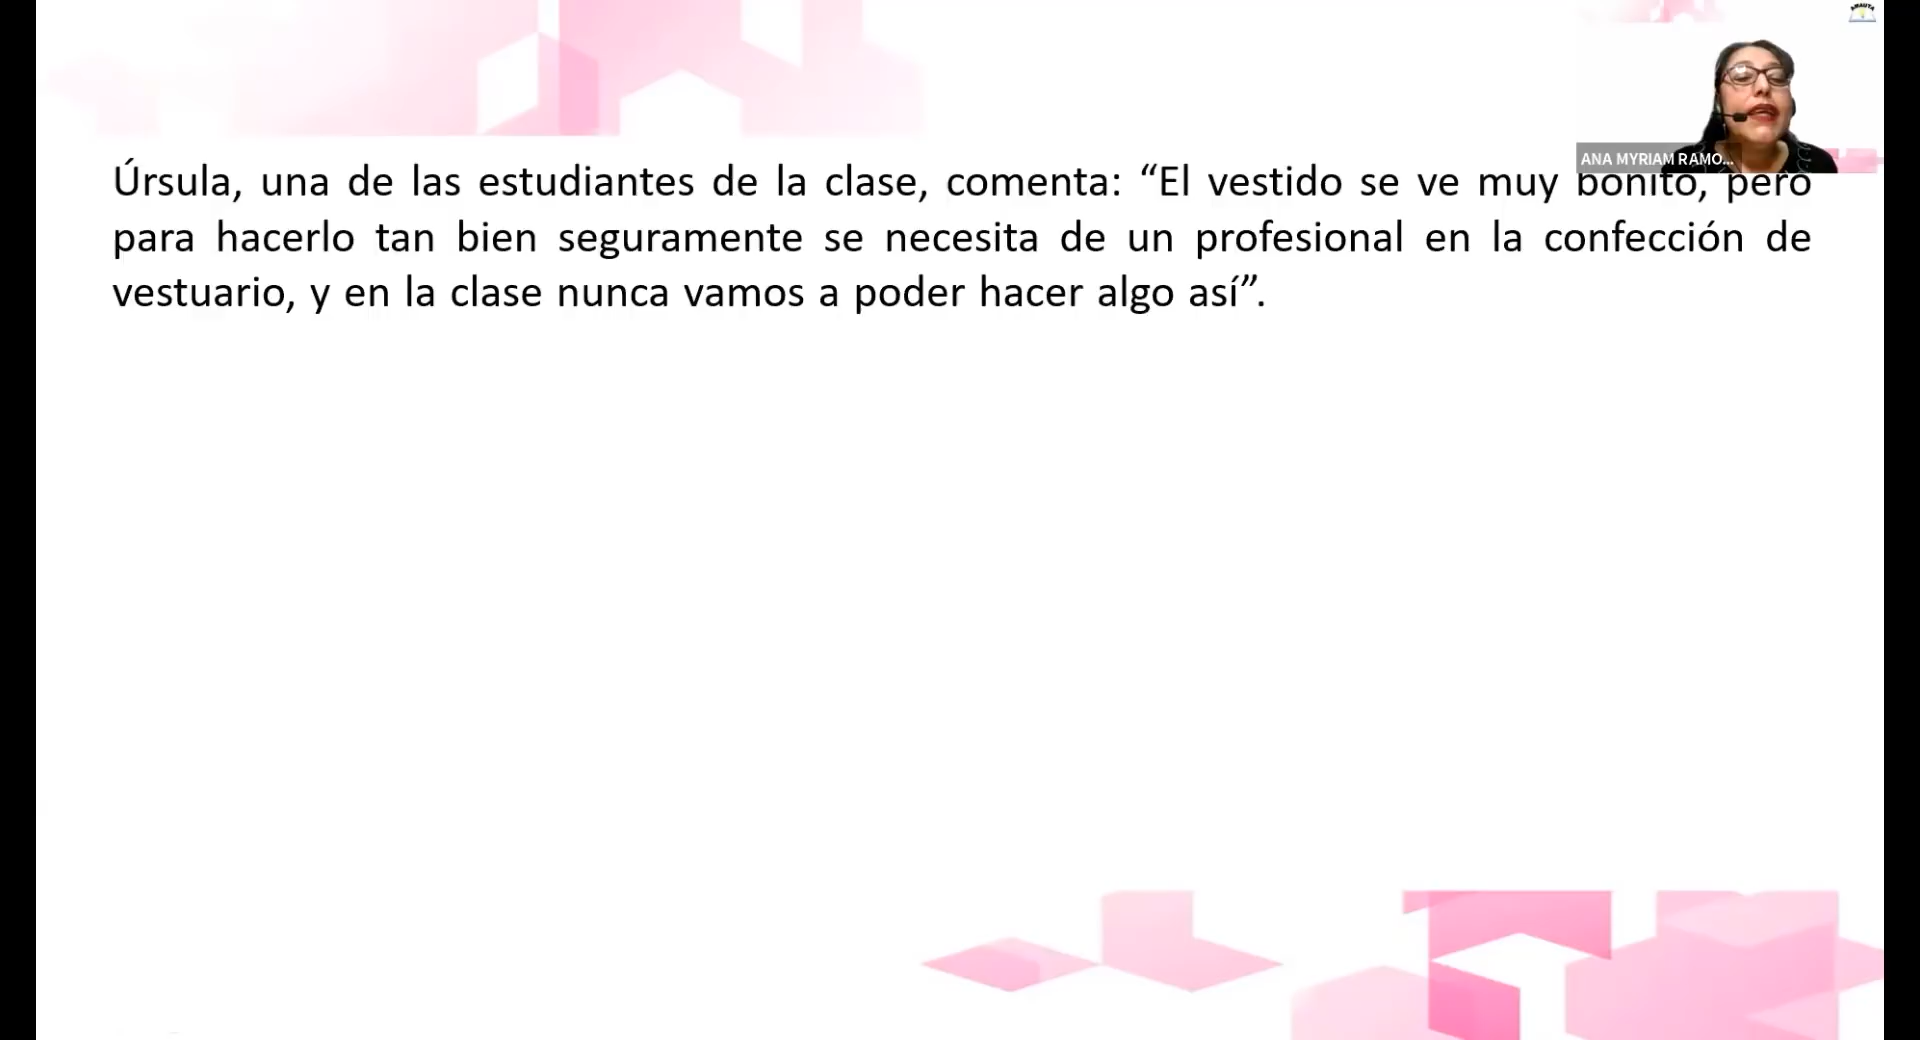 AMAUTA
ANA MYRIAM RAMO...
Úrsula, una de las estudiantes de la clase, comenta: “El vestido se ve muy bonito, pero
para hacerlo tan bien seguramente se necesita de un profesional en la confección de
vestuario, y en la clase nunca vamos a poder hacer algo así”.